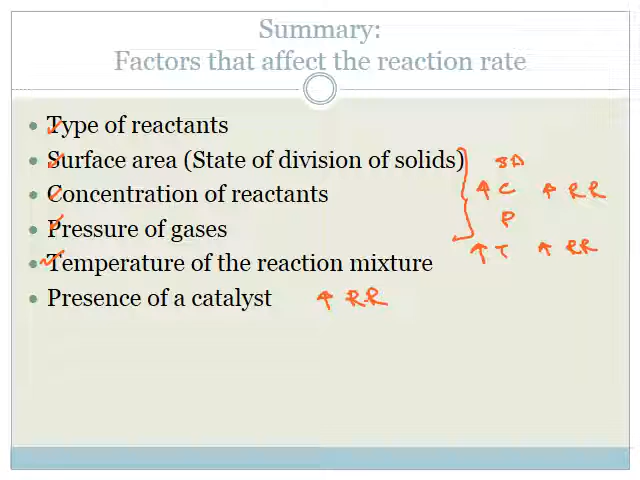 Summary:
Factors that affect the reaction rate
• Type of reactants
• Surface area (State of division of solids)
SA
• Concentration of reactants
↑ C ↑ RR
• Pressure of gases
P
• Temperature of the reaction mixture
↑ T ↑ RR
• Presence of a catalyst ↑ RR